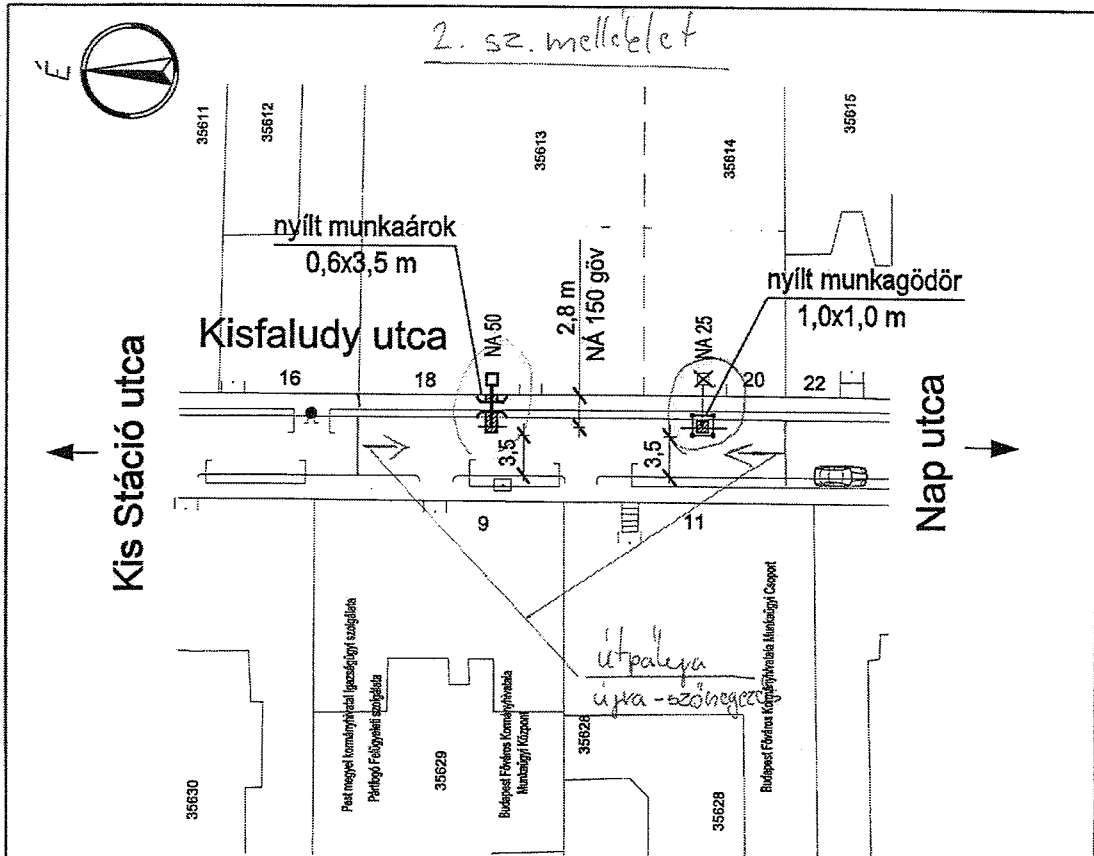 2. sz. melléklet
É
35611
35612
35613
35614
35615
nyílt munkaárok
0,6x3,5 m
2,8 m
NÁ 150 göv
nyílt munkagödör
1,0x1,0 m
Kisfaludy utca
NÁ 50
NÁ 25
16
18
20
22
Kis Stáció utca
Nap utca
3,5
3,5
9
11
útpálya
újra-szőnyegezés
Pest megyei kormányhivatal Igazságügyi szolgálata
Pártfogó Felügyeleti szolgálata
Budapest Főváros Kormányhivatala
Munkaügyi Központ
Budapest Főváros Kormányhivatala Munkaügyi Csoport
35630
35629
35628
35628